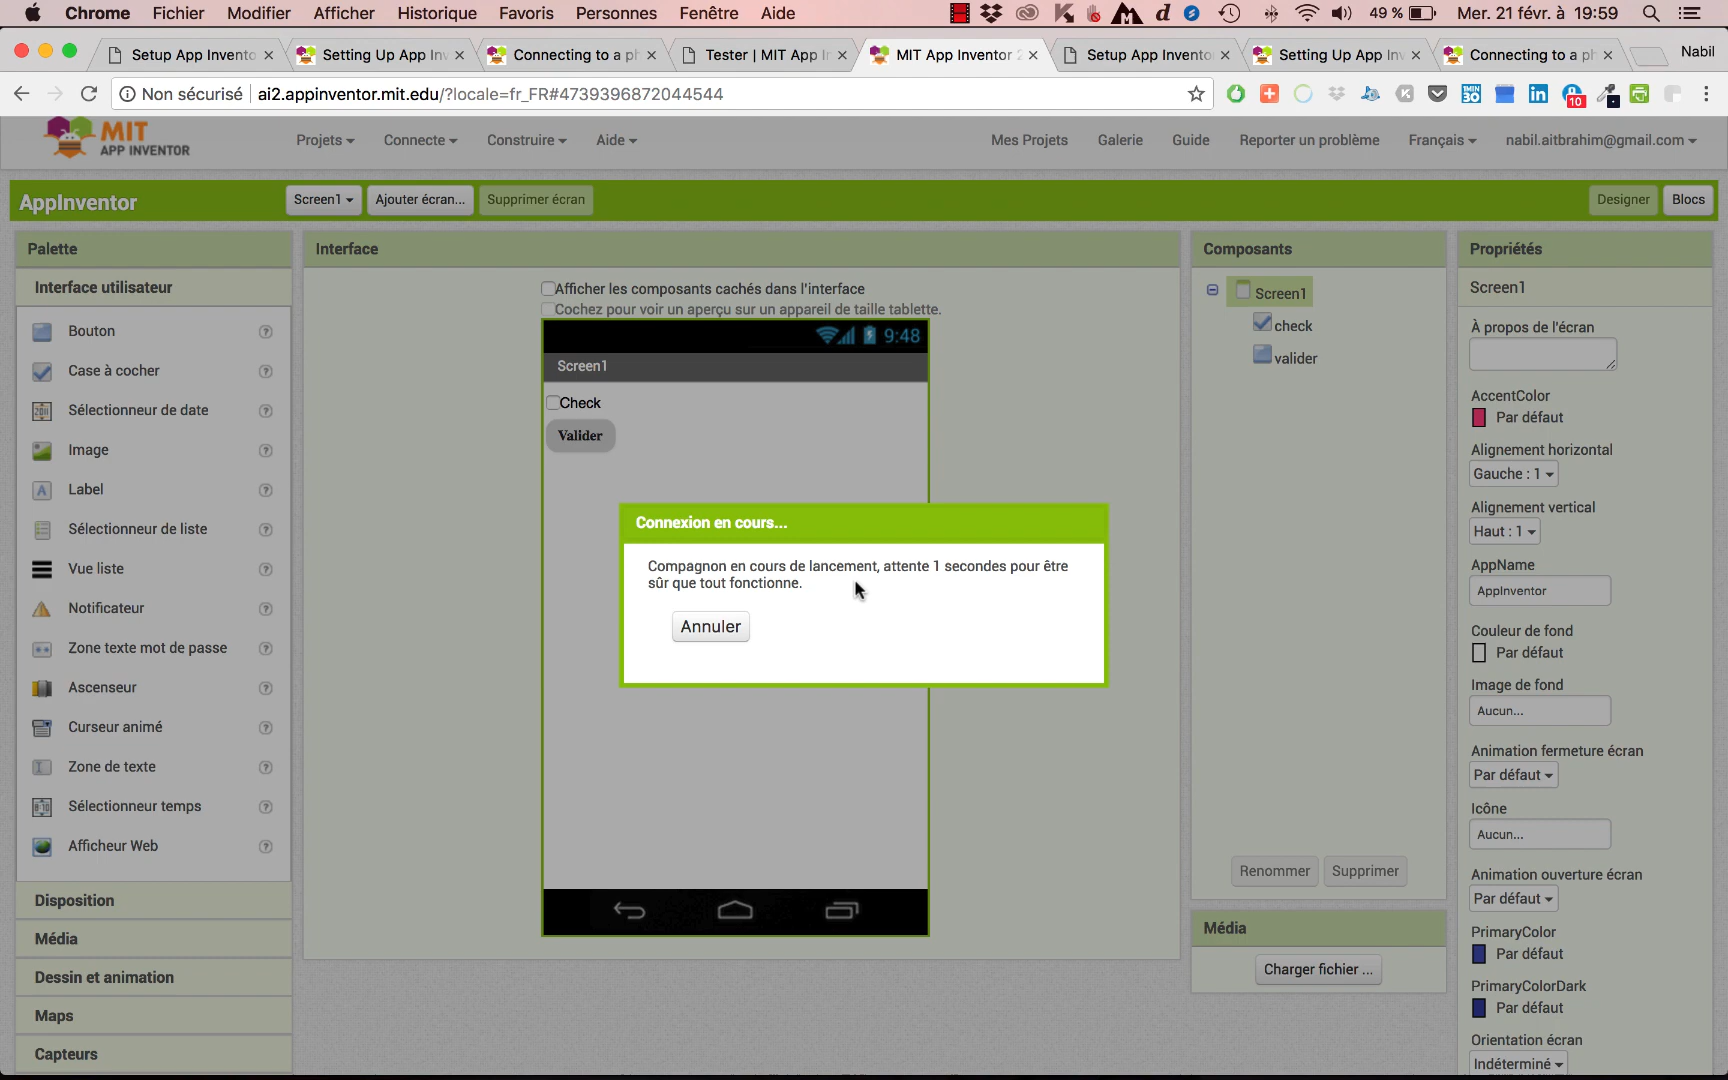 Chrome Fichier Modifier Afficher Historique Favoris Personnes Fenêtre Aide 49 % Mer. 21 févr. à 19:59
Setup App Invento Setting Up App Inv Connecting to a ph Tester | MIT App In MIT App Inventor 2 Setup App Invento Setting Up App Inv Connecting to a ph Nabil
Non sécurisé ai2.appinventor.mit.edu/?locale=fr_FR#4739396872044544
MIT
APP INVENTOR
Projets Connecte Construire Aide Mes Projets Galerie Guide Reporter un problème Français nabil.aitbrahim@gmail.com
AppInventor Screen1 Ajouter écran... Supprimer écran Designer Blocs
Palette
Interface utilisateur
Bouton
Case à cocher
Sélectionneur de date
Image
Label
Sélectionneur de liste
Vue liste
Notificateur
Zone texte mot de passe
Ascenseur
Curseur animé
Zone de texte
Sélectionneur temps
Afficheur Web
Disposition
Média
Dessin et animation
Maps
Capteurs
Interface
Afficher les composants cachés dans l'interface
Cochez pour voir un aperçu sur un appareil de taille tablette.
9:48
Screen1
Check
Valider
Connexion en cours...
Compagnon en cours de lancement, attente 1 secondes pour être
sûr que tout fonctionne.
Annuler
Composants
Screen1
check
valider
Renommer Supprimer
Média
Charger fichier ...
Propriétés
Screen1
À propos de l'écran
AccentColor
Par défaut
Alignement horizontal
Gauche : 1
Alignement vertical
Haut : 1
AppName
AppInventor
Couleur de fond
Par défaut
Image de fond
Aucun...
Animation fermeture écran
Par défaut
Icône
Aucun...
Animation ouverture écran
Par défaut
PrimaryColor
Par défaut
PrimaryColorDark
Par défaut
Orientation écran
Indéterminé